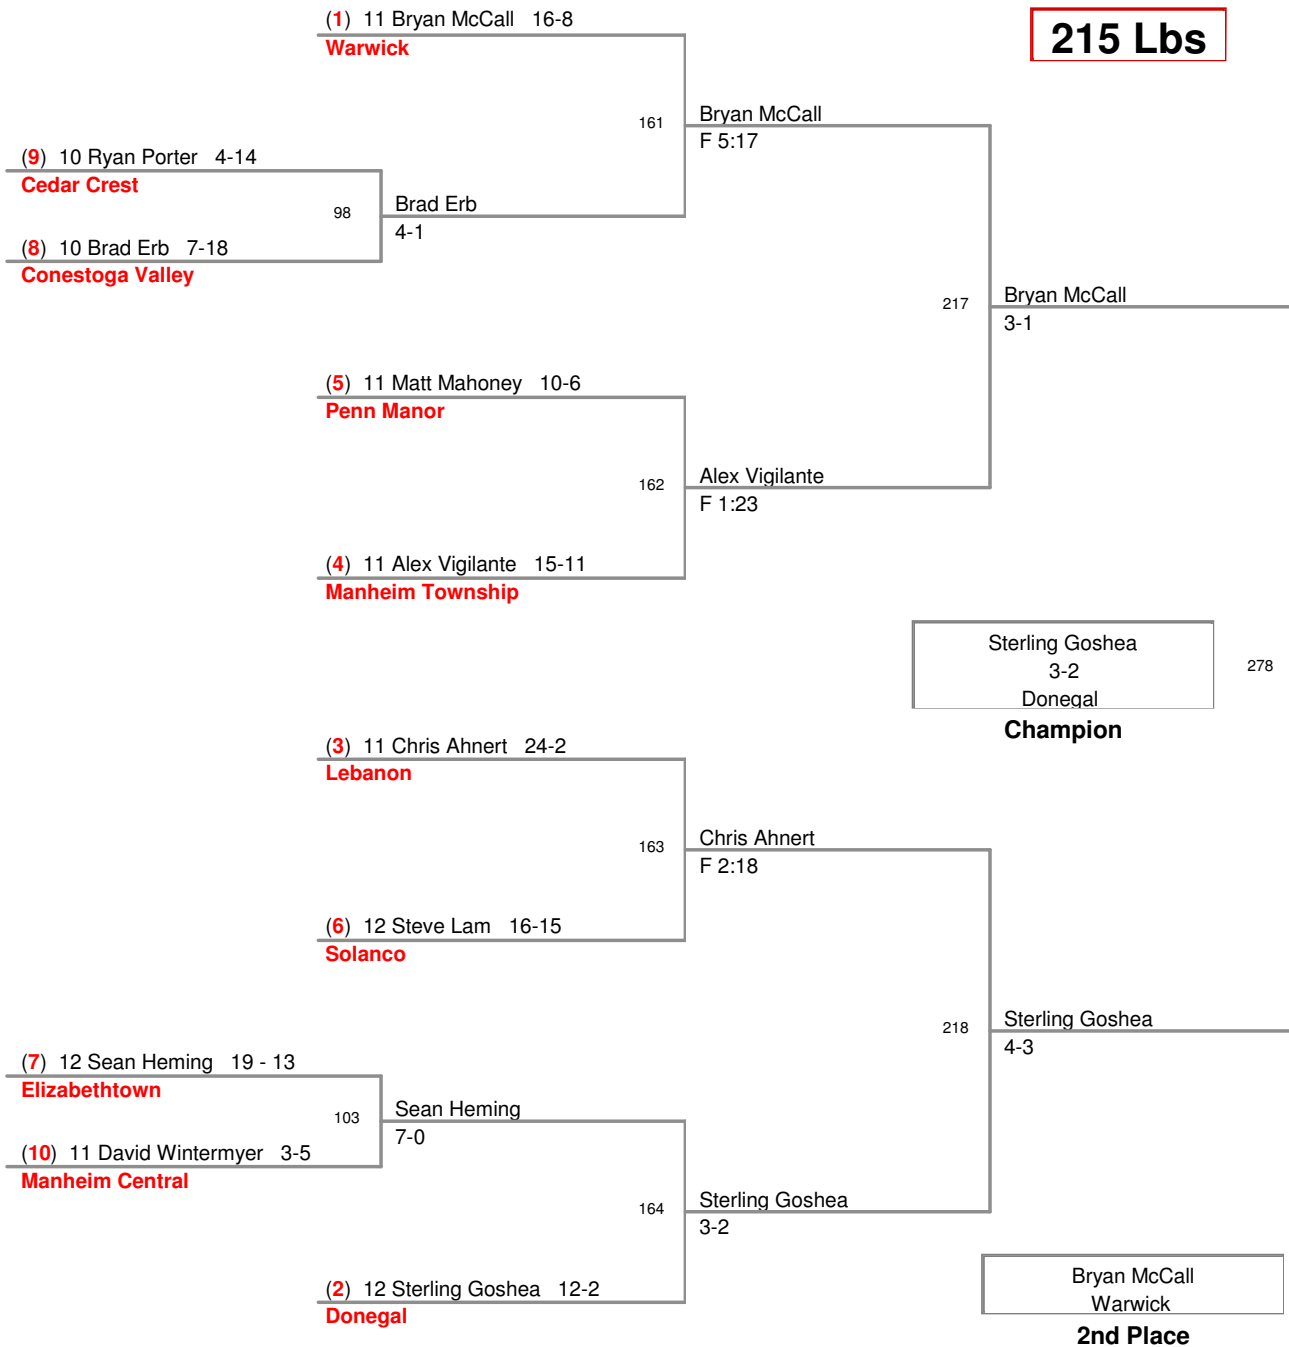 (1) 11 Bryan McCall 16-8
Warwick
215 Lbs
161
Bryan McCall
F 5:17
(9) 10 Ryan Porter 4-14
Cedar Crest
98
Brad Erb
4-1
(8) 10 Brad Erb 7-18
Conestoga Valley
217
Bryan McCall
3-1
(5) 11 Matt Mahoney 10-6
Penn Manor
162
Alex Vigilante
F 1:23
(4) 11 Alex Vigilante 15-11
Manheim Township
Sterling Goshea
3-2
Donegal
278
Champion
(3) 11 Chris Ahnert 24-2
Lebanon
163
Chris Ahnert
F 2:18
(6) 12 Steve Lam 16-15
Solanco
218
Sterling Goshea
4-3
(7) 12 Sean Heming 19 - 13
Elizabethtown
103
Sean Heming
7-0
(10) 11 David Wintermyer 3-5
Manheim Central
164
Sterling Goshea
3-2
(2) 12 Sterling Goshea 12-2
Donegal
Bryan McCall
Warwick
2nd Place